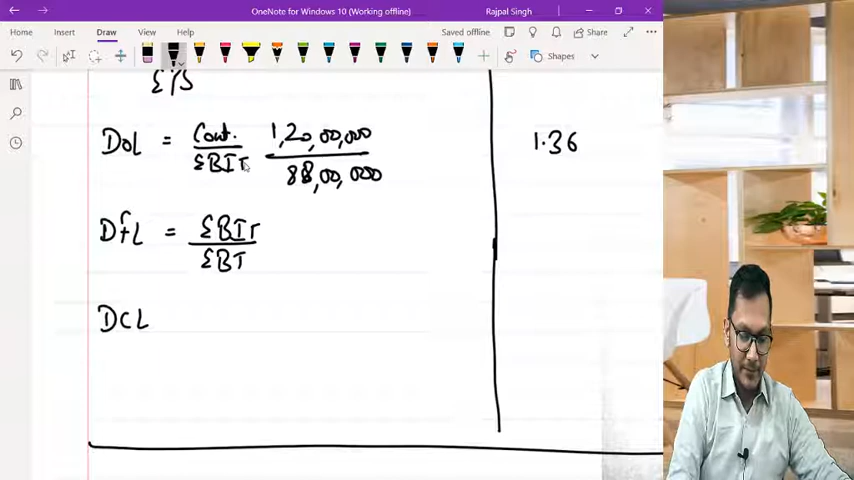 OneNote for Windows 10 (Working offline)
Rajpal Singh
Home Insert Draw View Saved offline Share
Shapes
EPS
DOL = Cont. / EBIT 1,20,00,000 / 88,00,000 1.36
DFL = EBIT / EBT
DCL